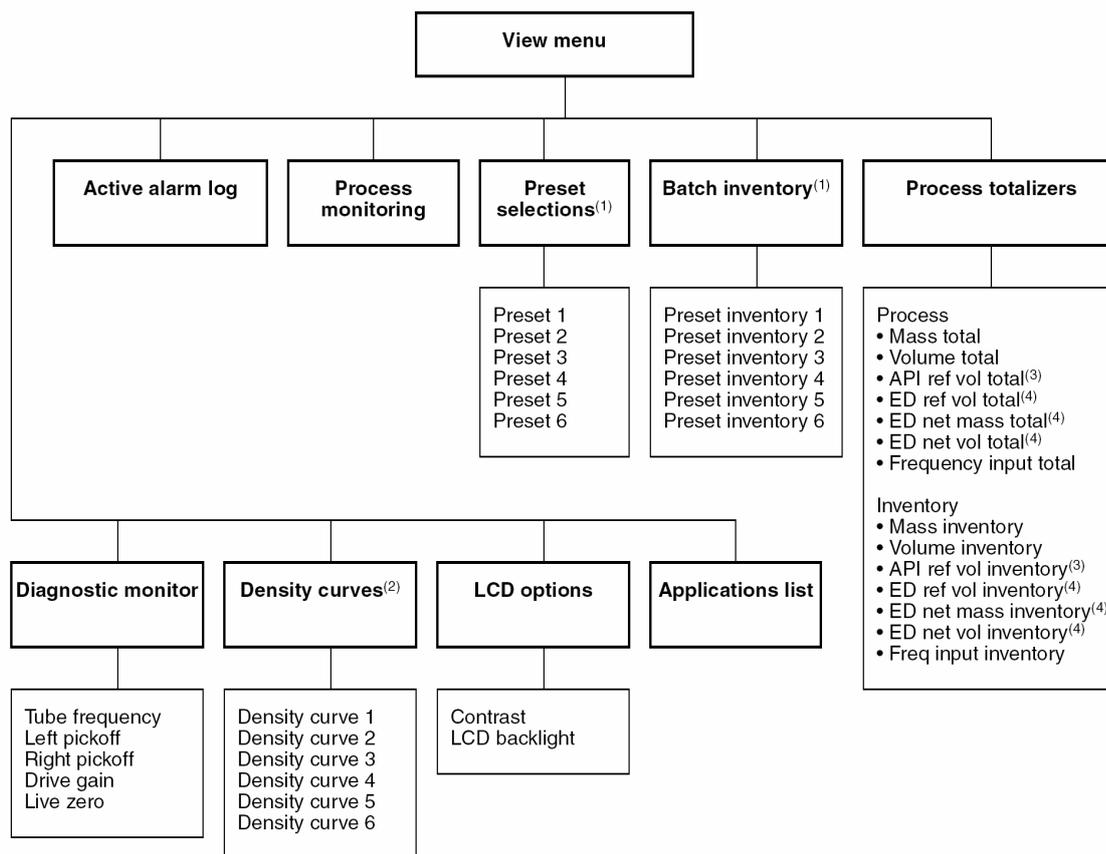 View menu
Active alarm log
Process
monitoring
Preset
selections(1)
Batch inventory(1)
Process totalizers
Preset 1
Preset 2
Preset 3
Preset 4
Preset 5
Preset 6
Preset inventory 1
Preset inventory 2
Preset inventory 3
Preset inventory 4
Preset inventory 5
Preset inventory 6
Process
• Mass total
• Volume total
• API ref vol total(3)
• ED ref vol total(4)
• ED net mass total(4)
• ED net vol total(4)
• Frequency input total
Inventory
• Mass inventory
• Volume inventory
• API ref vol inventory(3)
• ED ref vol inventory(4)
• ED net mass inventory(4)
• ED net vol inventory(4)
• Freq input inventory
Diagnostic monitor
Density curves(2)
LCD options
Applications list
Tube frequency
Left pickoff
Right pickoff
Drive gain
Live zero
Density curve 1
Density curve 2
Density curve 3
Density curve 4
Density curve 5
Density curve 6
Contrast
LCD backlight